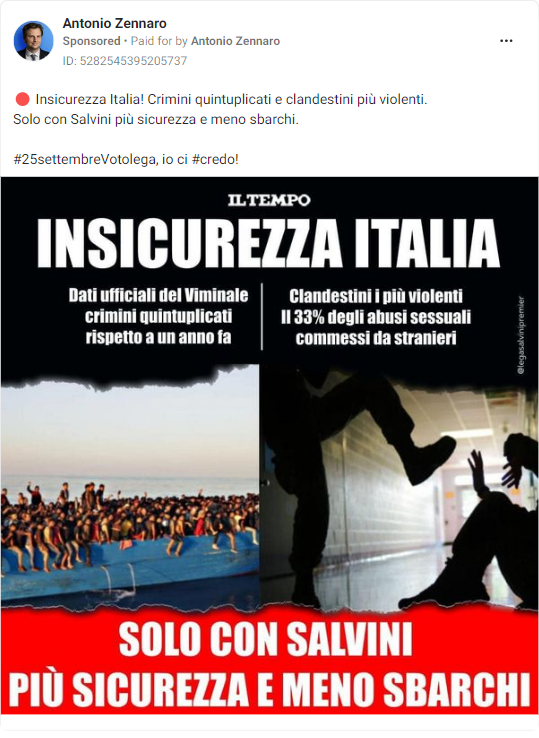 Antonio Zennaro
Sponsored • Paid for by Antonio Zennaro
ID: 5282545395205737
🔴 Insicurezza Italia! Crimini quintuplicati e clandestini più violenti.
Solo con Salvini più sicurezza e meno sbarchi.
#25settembreVotolega, io ci #credo!
IL TEMPO
INSICUREZZA ITALIA
Dati ufficiali del Viminale
crimini quintuplicati
rispetto a un anno fa
Clandestini i più violenti
Il 33% degli abusi sessuali
commessi da stranieri
@legasalvinipremier
SOLO CON SALVINI
PIÙ SICUREZZA E MENO SBARCHI